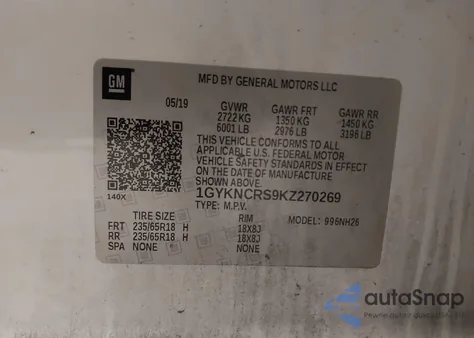 GM
MFD BY GENERAL MOTORS LLC
05/19
GVWR GAWR FRT GAWR RR
2722 KG 1350 KG 1450 KG
6001 LB 2976 LB 3196 LB
THIS VEHICLE CONFORMS TO ALL
APPLICABLE U.S. FEDERAL MOTOR
VEHICLE SAFETY STANDARDS IN EFFECT
ON THE DATE OF MANUFACTURE
SHOWN ABOVE.
140X
1GYKNCRS9KZ270269
TYPE: M.P.V. MODEL: 996NH26
TIRE SIZE RIM
FRT 235/65R18 H 18X8J
RR 235/65R18 H 18X8J
SPA NONE NONE
autaSnap